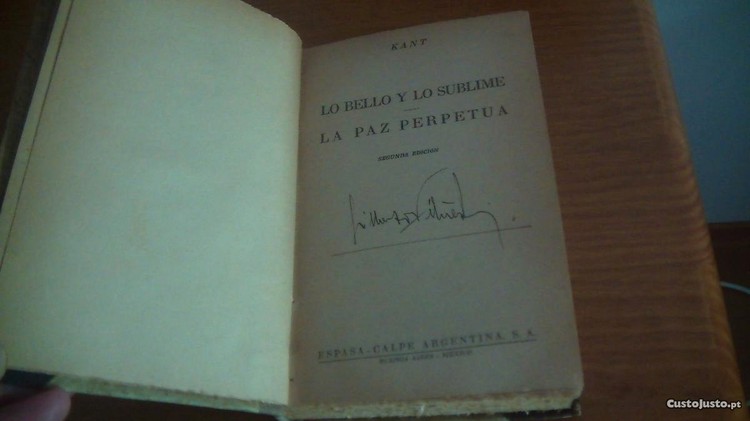 KANT
LO BELLO Y LO SUBLIME
LA PAZ PERPETUA
SEGUNDA EDICION
ESPASA-CALPE ARGENTINA, S. A.
BUENOS AIRES - MEXICO
CustoJusto.pt